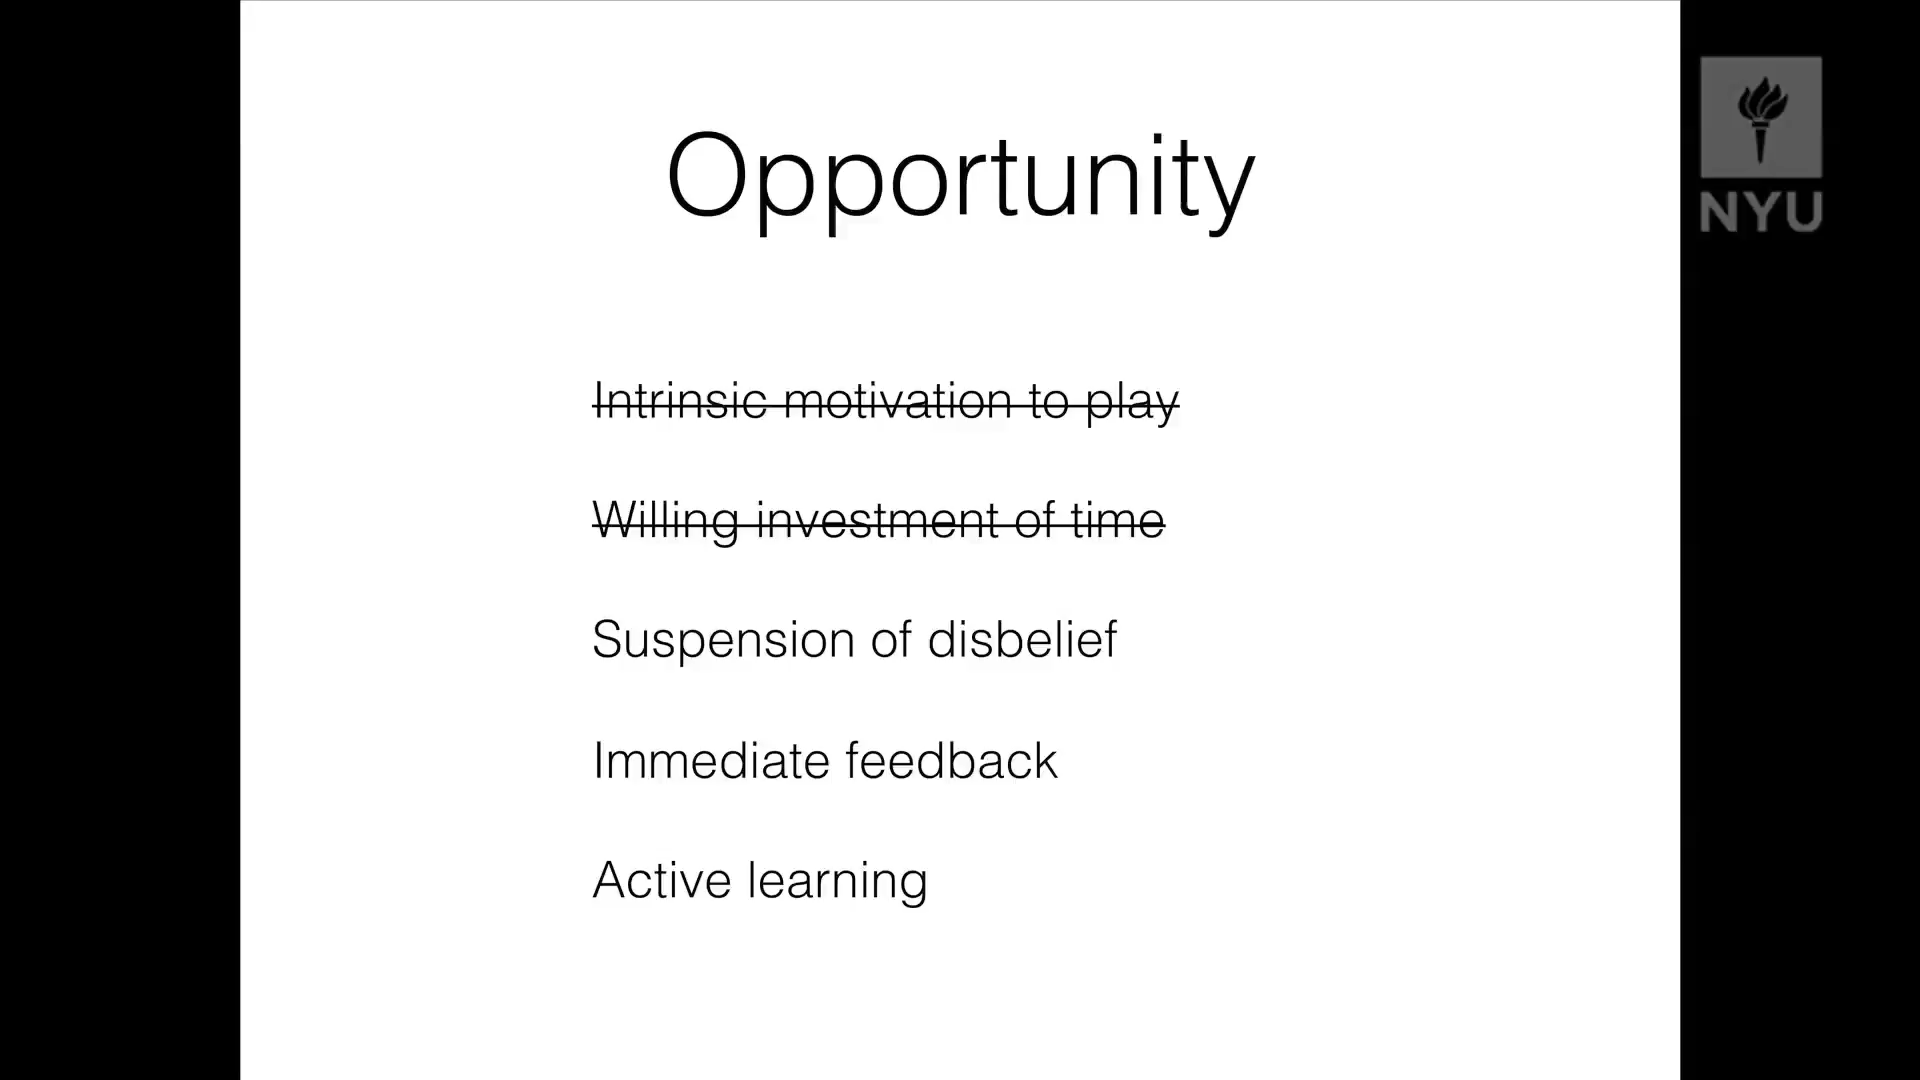 Opportunity
NYU
Intrinsic motivation to play
Willing investment of time
Suspension of disbelief
Immediate feedback
Active learning